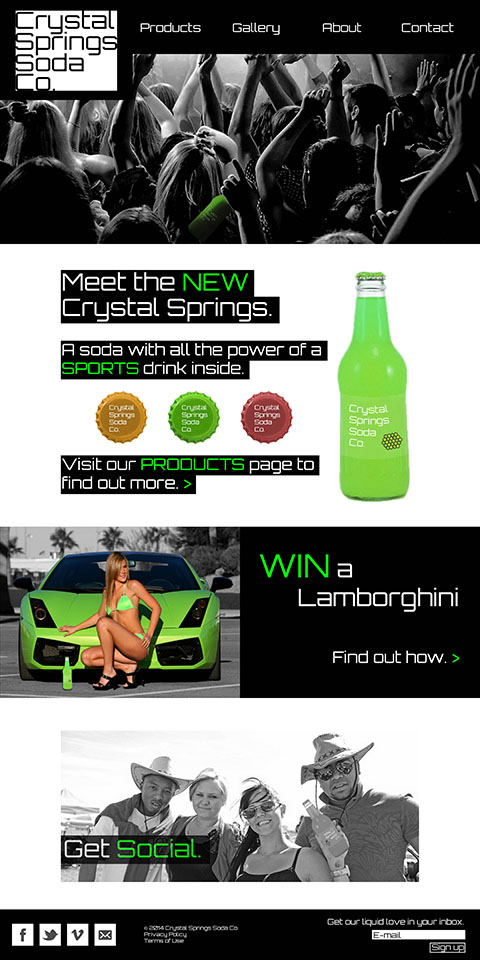 Crystal
Springs
Soda
Co.
Products Gallery About Contact
Meet the NEW
Crystal Springs.
A soda with all the power of a
SPORTS drink inside.
Crystal
Springs
Soda
Co.
Crystal
Springs
Soda
Co.
Crystal
Springs
Soda
Co.
Crystal
Springs
Soda
Co.
Visit our PRODUCTS page to
find out more. >
WIN a
Lamborghini
Find out how. >
Get Social.
f
v
© 2014 Crystal Springs Soda Co
Privacy Policy
Terms of Use
Get our liquid love in your inbox.
E-mail
Sign up